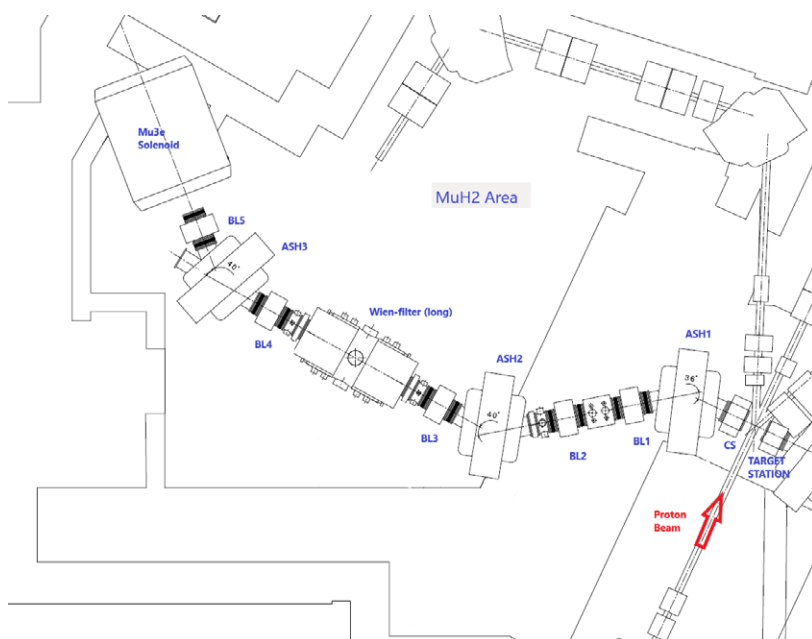 Mu3e
Solenoid
MuH2 Area
BL5
ASH3
40°
Wien-filter (long)
BL4
ASH2
ASH1
36°
40°
BL3
BL2
BL1
CS
TARGET
STATION
Proton
Beam